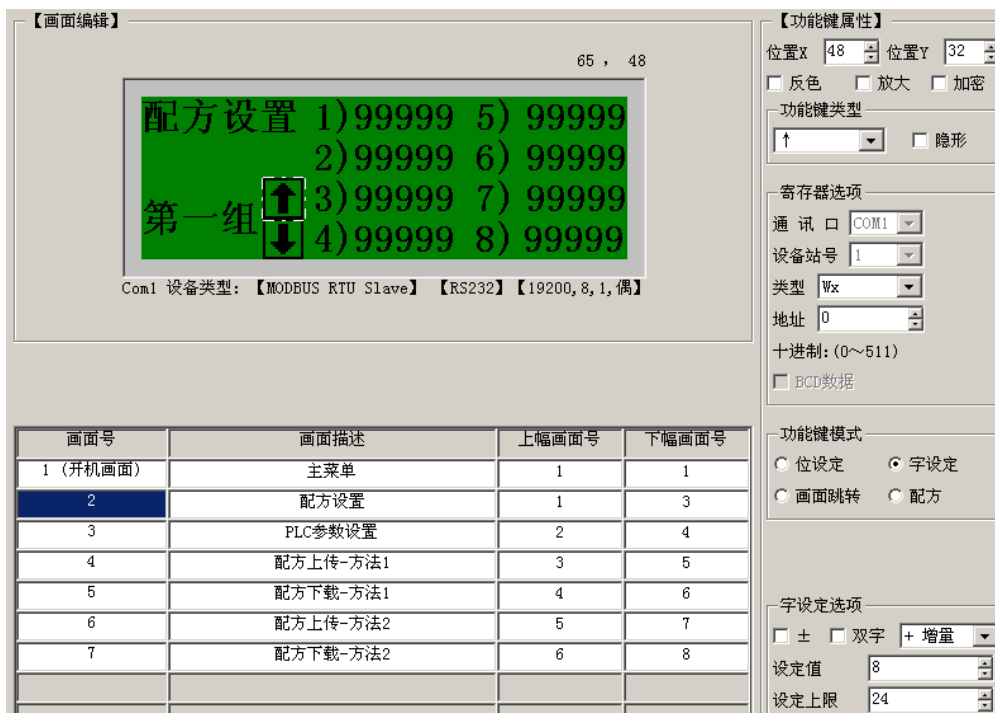 【画面编辑】
65 , 48
配方设置 1)99999 5) 99999
2)99999 6) 99999
第一组 ↑ 3)99999 7) 99999
↓ 4)99999 8) 99999
Com1 设备类型: 【MODBUS RTU Slave】 【RS232】【19200,8,1,偶】
画面号 画面描述 上幅画面号 下幅画面号
1 (开机画面) 主菜单 1 1
2 配方设置 1 3
3 PLC参数设置 2 4
4 配方上传-方法1 3 5
5 配方下载-方法1 4 6
6 配方上传-方法2 5 7
7 配方下载-方法2 6 8
【功能键属性】
位置X 48 位置Y 32
反色 放大 加密
功能键类型
↑ 隐形
寄存器选项
通 讯 口 COM1
设备站号 1
类型 Wx
地址 0
十进制:(0～511)
BCD数据
功能键模式
位设定 字设定
画面跳转 配方
字设定选项
± 双字 + 增量
设定值 8
设定上限 24